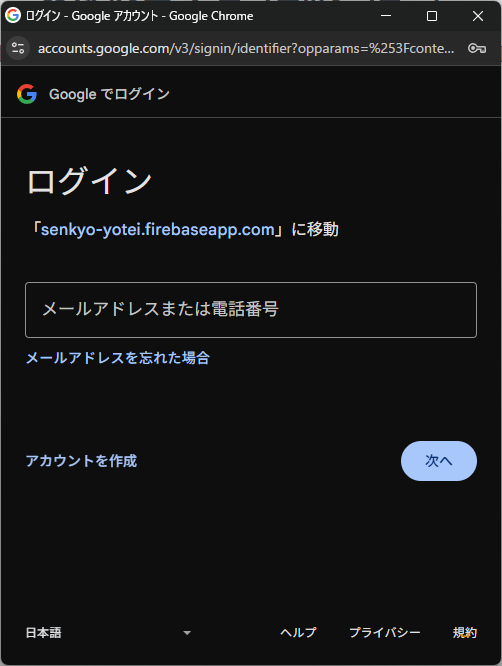 ログイン - Google アカウント - Google Chrome
accounts.google.com/v3/signin/identifier?opparams=%253Fconte...
Google でログイン
ログイン
「senkyo-yotei.firebaseapp.com」に移動
メールアドレスまたは電話番号
メールアドレスを忘れた場合
アカウントを作成
次へ
日本語
ヘルプ
プライバシー
規約